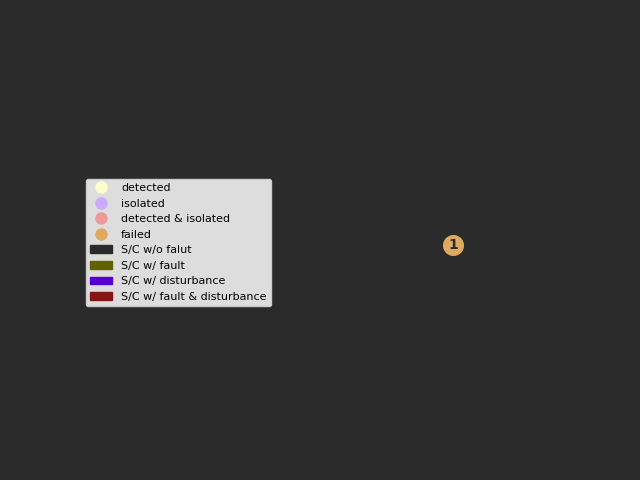 detected
isolated
detected & isolated
failed
S/C w/o falut
S/C w/ fault
S/C w/ disturbance
S/C w/ fault & disturbance
1